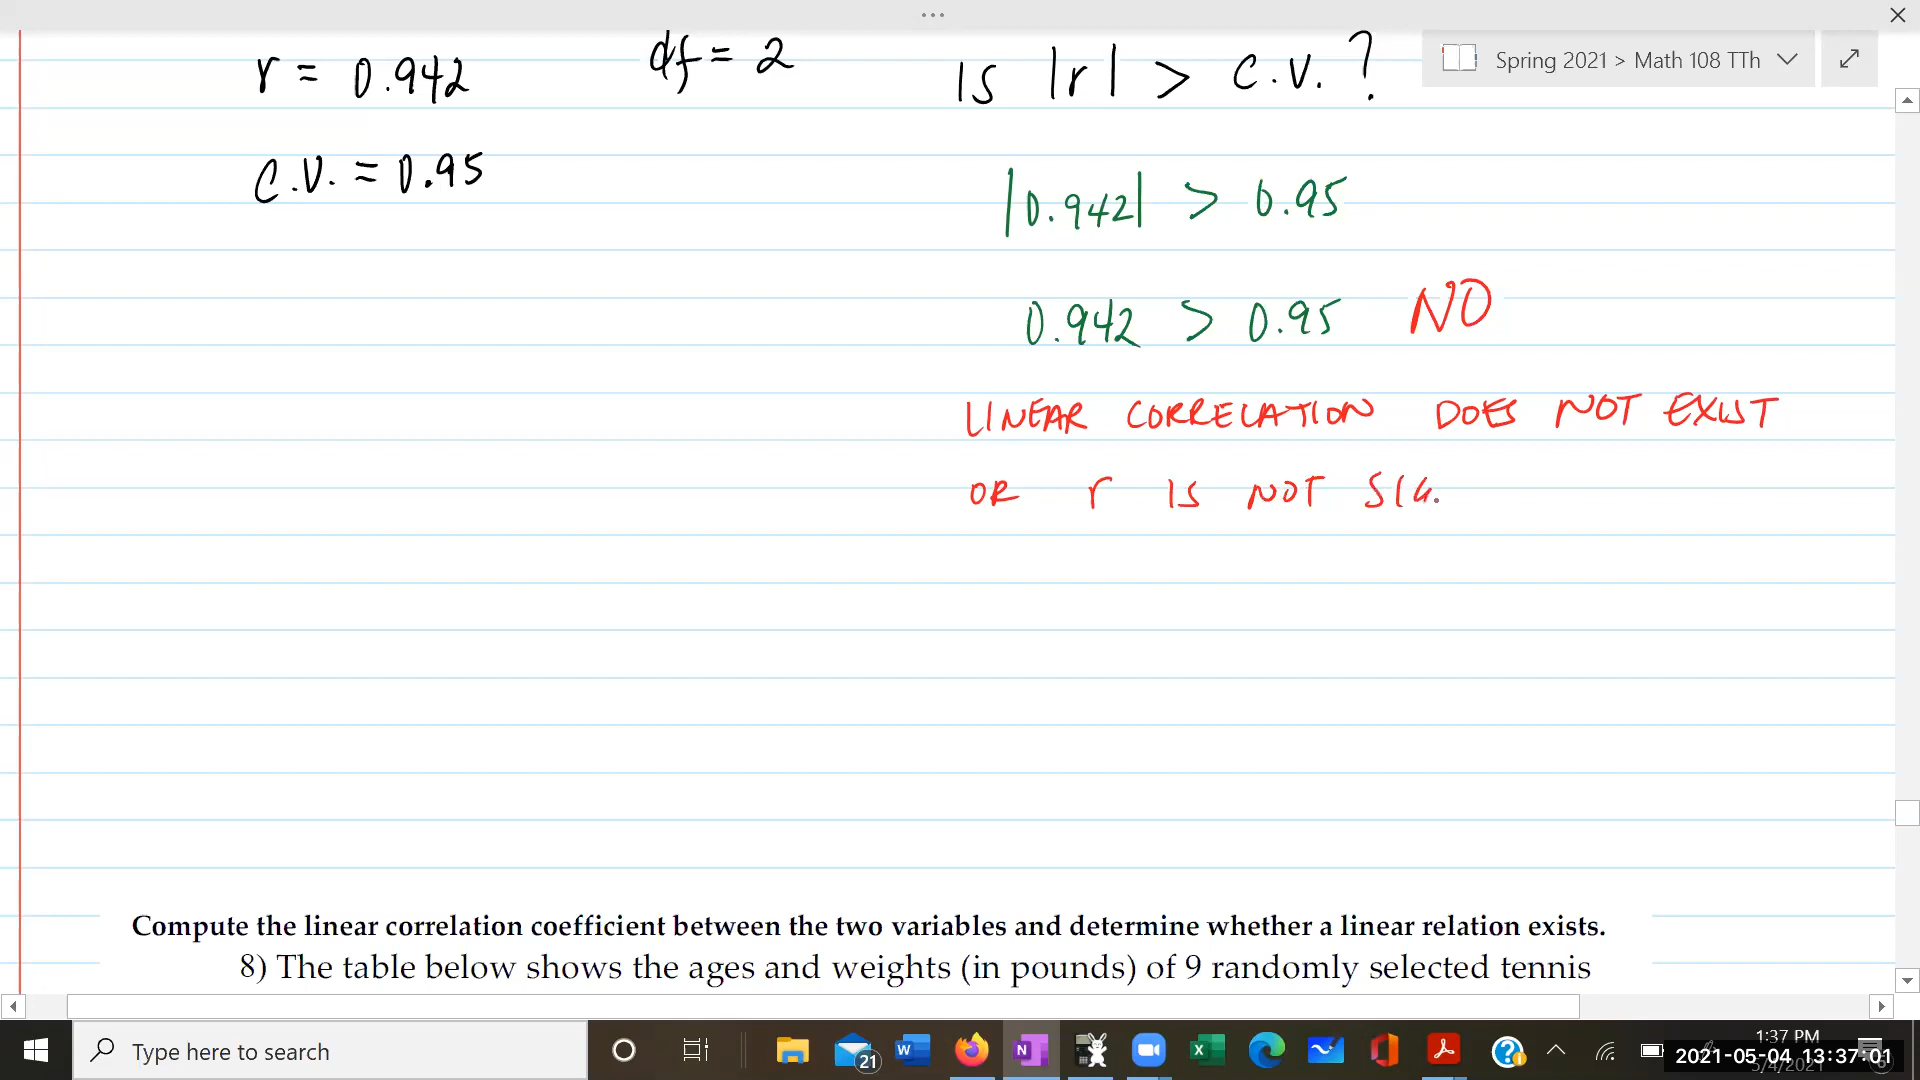 r = 0.942
df = 2
IS |r| > C.V. ?
Spring 2021 > Math 108 TTh
C.V. = 0.95
|0.942| > 0.95
0.942 > 0.95 NO
LINEAR CORRELATION DOES NOT EXIST
OR r IS NOT SIG.
Compute the linear correlation coefficient between the two variables and determine whether a linear relation exists.
8) The table below shows the ages and weights (in pounds) of 9 randomly selected tennis
Type here to search
21
1:37 PM
2021-05-04 13:37:01